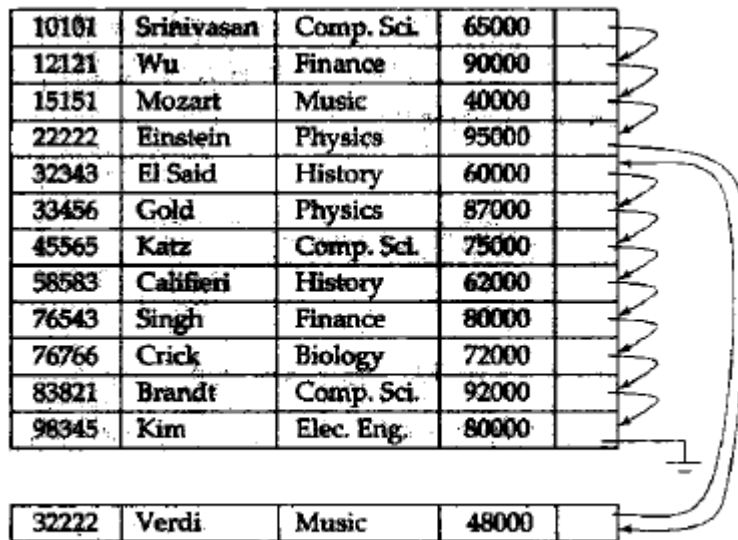 10101 Srinivasan Comp. Sci. 65000
12121 Wu Finance 90000
15151 Mozart Music 40000
22222 Einstein Physics 95000
32343 El Said History 60000
33456 Gold Physics 87000
45565 Katz Comp. Sci. 75000
58583 Califieri History 62000
76543 Singh Finance 80000
76766 Crick Biology 72000
83821 Brandt Comp. Sci. 92000
98345 Kim Elec. Eng. 80000
32222 Verdi Music 48000